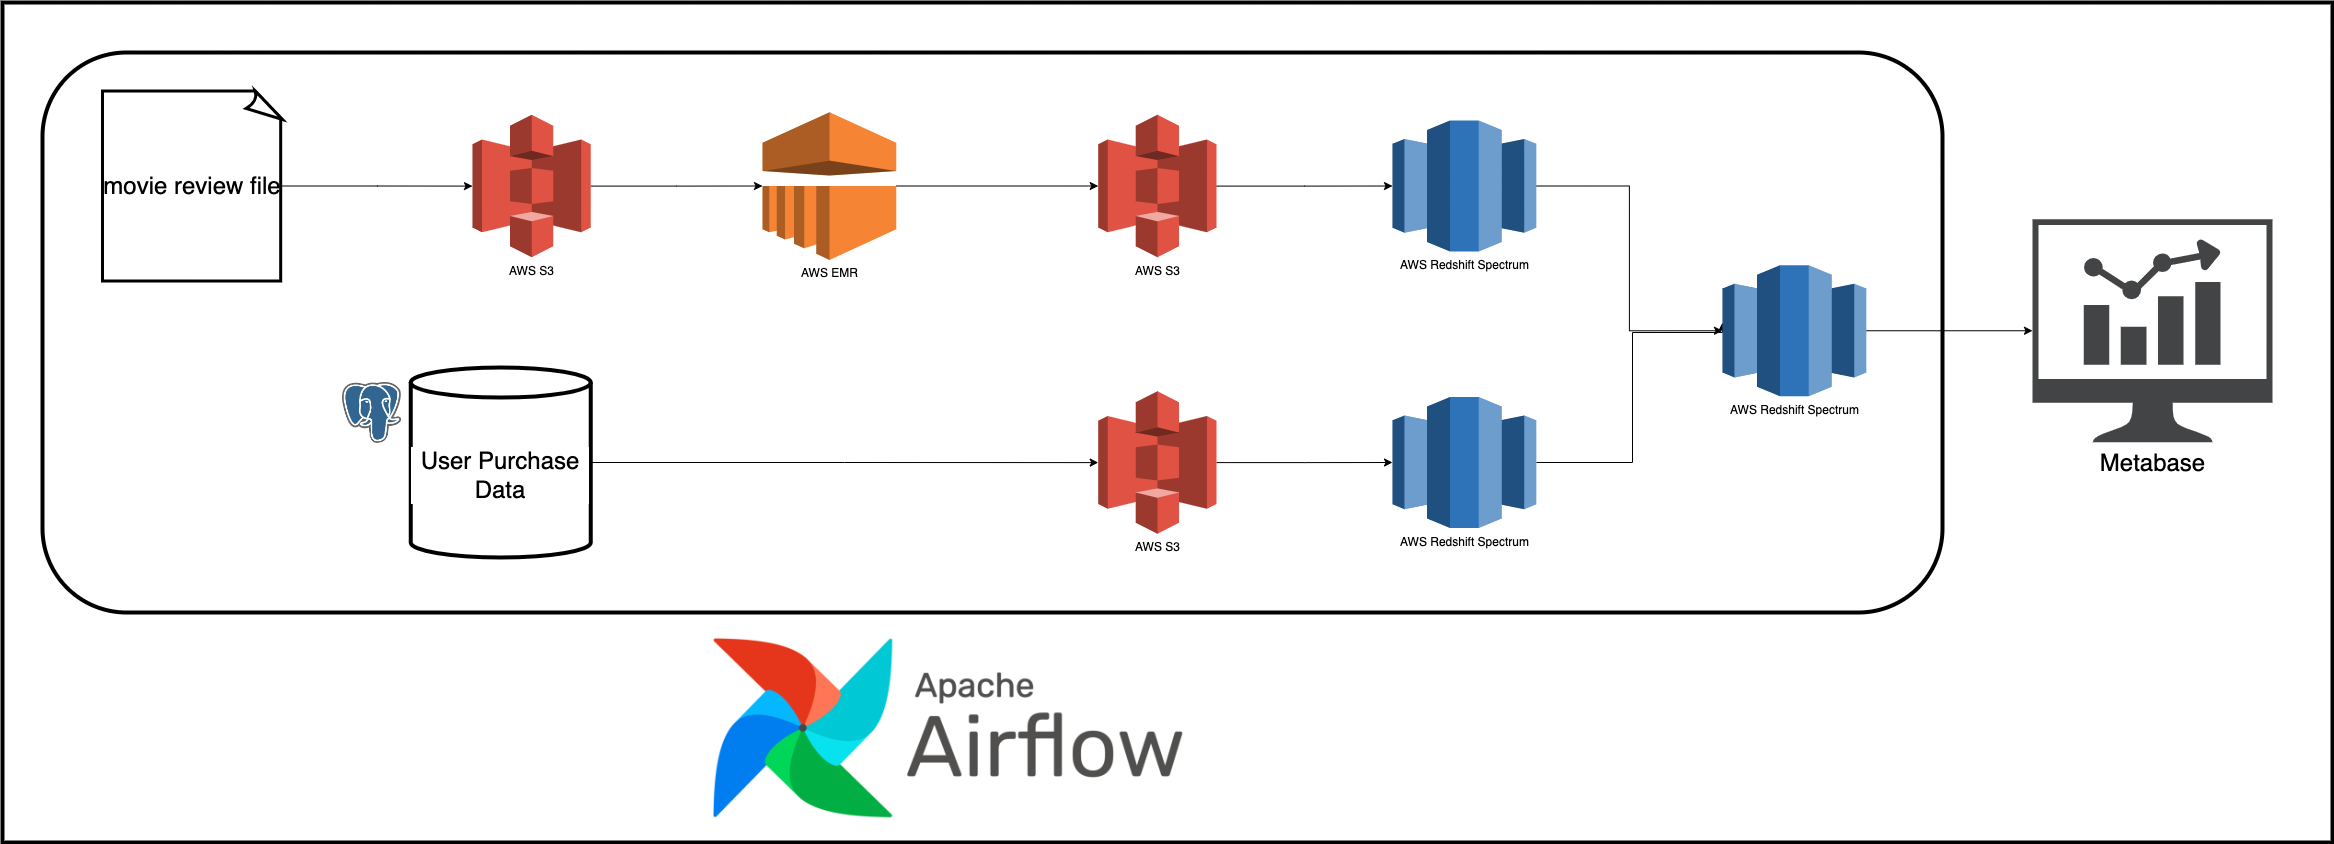 movie review file
AWS S3
AWS EMR
AWS S3
AWS Redshift Spectrum
AWS Redshift Spectrum
User Purchase
Data
AWS S3
AWS Redshift Spectrum
Metabase
Apache
Airflow